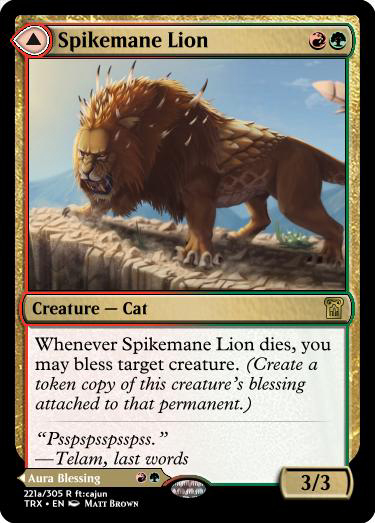 Spikemane Lion
Creature — Cat
Whenever Spikemane Lion dies, you
may bless target creature. (Create a
token copy of this creature's blessing
attached to that permanent.)
"Psspspsspsspss."
—Telam, last words
Aura Blessing
3/3
221a/305 R ft:cajun
TRX • EN Matt Brown